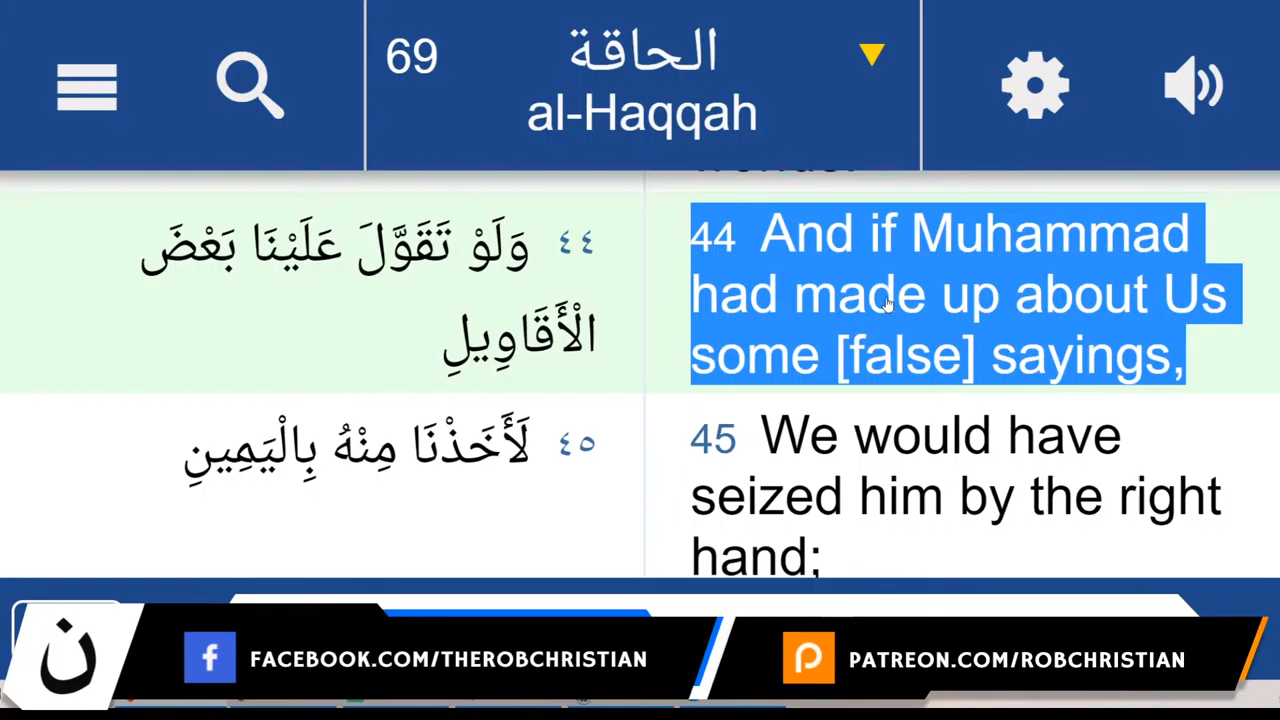 69
الحاقة
al-Haqqah
٤٤ وَلَوْ تَقَوَّلَ عَلَيْنَا بَعْضَ
الْأَقَاوِيلِ
44 And if Muhammad
had made up about Us
some [false] sayings,
٤٥ لَأَخَذْنَا مِنْهُ بِالْيَمِينِ
45 We would have
seized him by the right
hand;
ن
FACEBOOK.COM/THEROBCHRISTIAN
PATREON.COM/ROBCHRISTIAN